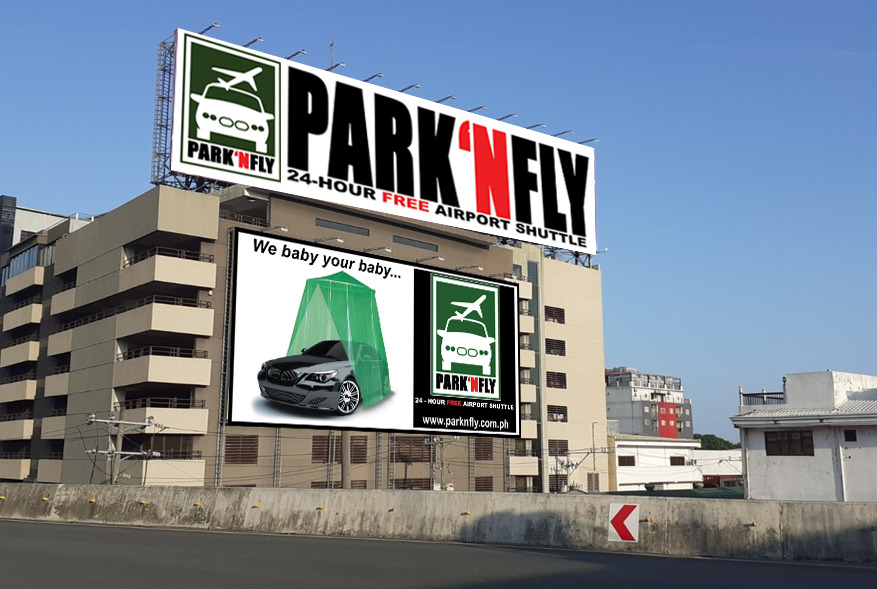 PARK'NFLY
PARK'NFLY
24-HOUR FREE AIRPORT SHUTTLE
We baby your baby...
PARK'NFLY
24 - HOUR FREE AIRPORT SHUTTLE
www.parknfly.com.ph